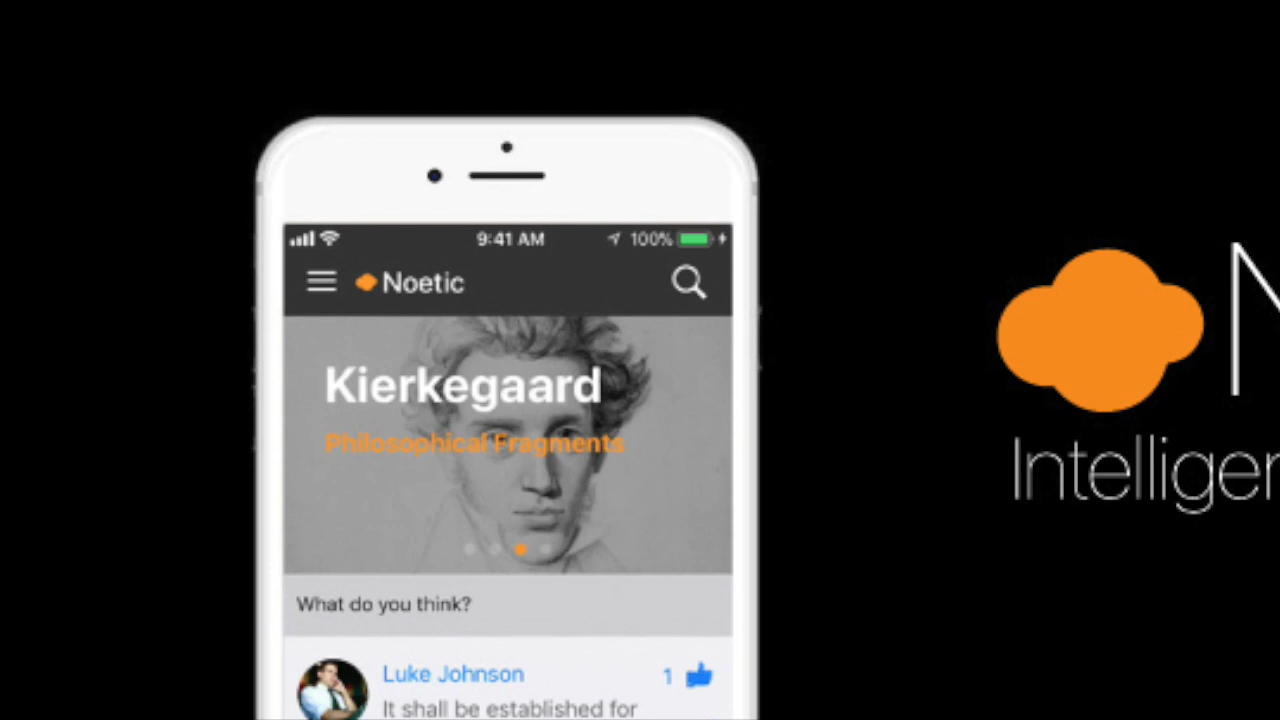 9:41 AM 100%
Noetic
Kierkegaard
Philosophical Fragments
What do you think?
Luke Johnson 1
It shall be established for
N
Intelligen